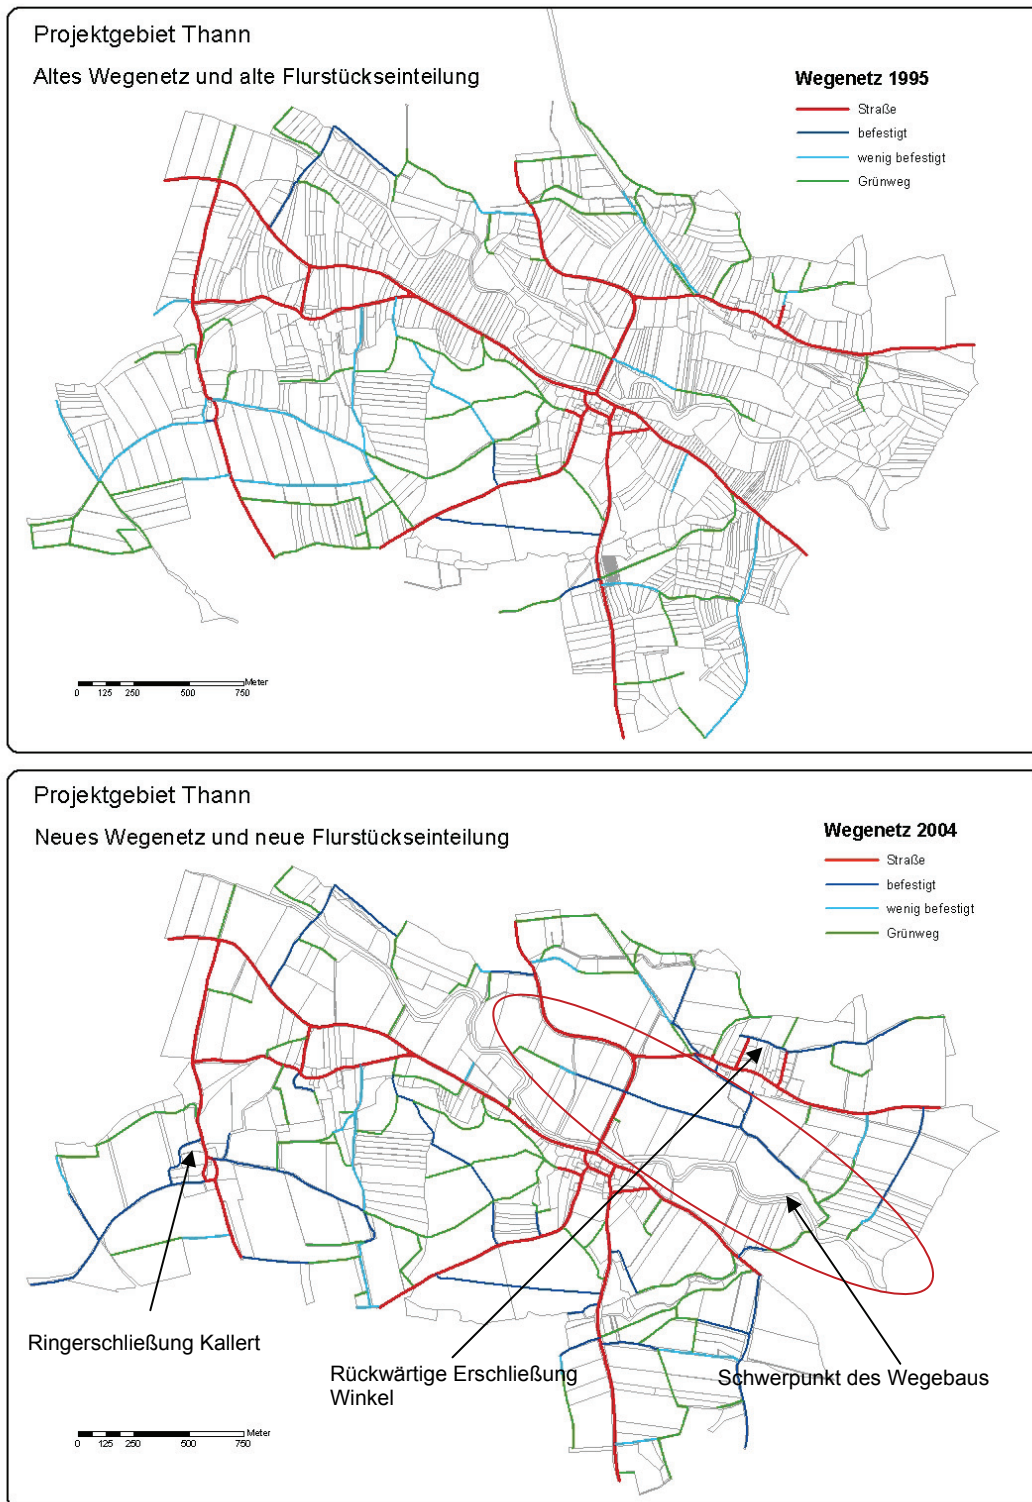 Projektgebiet Thann
Altes Wegenetz und alte Flurstückseinteilung
Wegenetz 1995
Straße
befestigt
wenig befestigt
Grünweg
Meter
0 125 250 500 750
Projektgebiet Thann
Neues Wegenetz und neue Flurstückseinteilung
Wegenetz 2004
Straße
befestigt
wenig befestigt
Grünweg
Ringerschließung Kallert
Rückwärtige Erschließung
Winkel
Schwerpunkt des Wegebaus
Meter
0 125 250 500 750